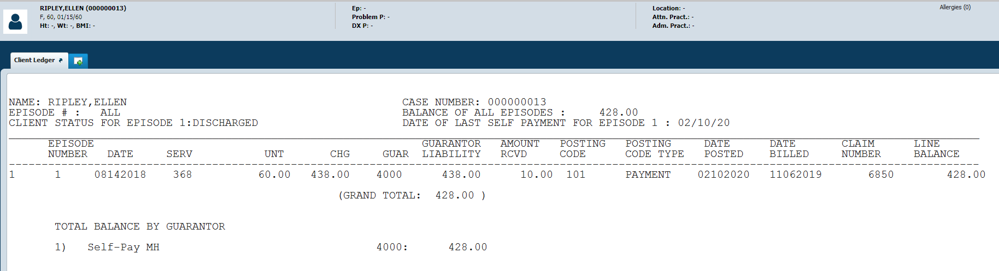 RIPLEY,ELLEN (000000013)
F, 60, 01/15/60
Ht: -, Wt: -, BMI: -
Ep: -
Problem P: -
DX P: -
Location: -
Attn. Pract.: -
Adm. Pract.: -
Allergies (0)
Client Ledger
NAME: RIPLEY,ELLEN CASE NUMBER: 000000013
EPISODE # : ALL BALANCE OF ALL EPISODES : 428.00
CLIENT STATUS FOR EPISODE 1:DISCHARGED DATE OF LAST SELF PAYMENT FOR EPISODE 1 : 02/10/20
EPISODE GUARANTOR AMOUNT POSTING POSTING DATE DATE CLAIM LINE
NUMBER DATE SERV UNT CHG GUAR LIABILITY RCVD CODE CODE TYPE POSTED BILLED NUMBER BALANCE
1 1 08142018 368 60.00 438.00 4000 438.00 10.00 101 PAYMENT 02102020 11062019 6850 428.00
(GRAND TOTAL: 428.00 )
TOTAL BALANCE BY GUARANTOR
1) Self-Pay MH 4000: 428.00